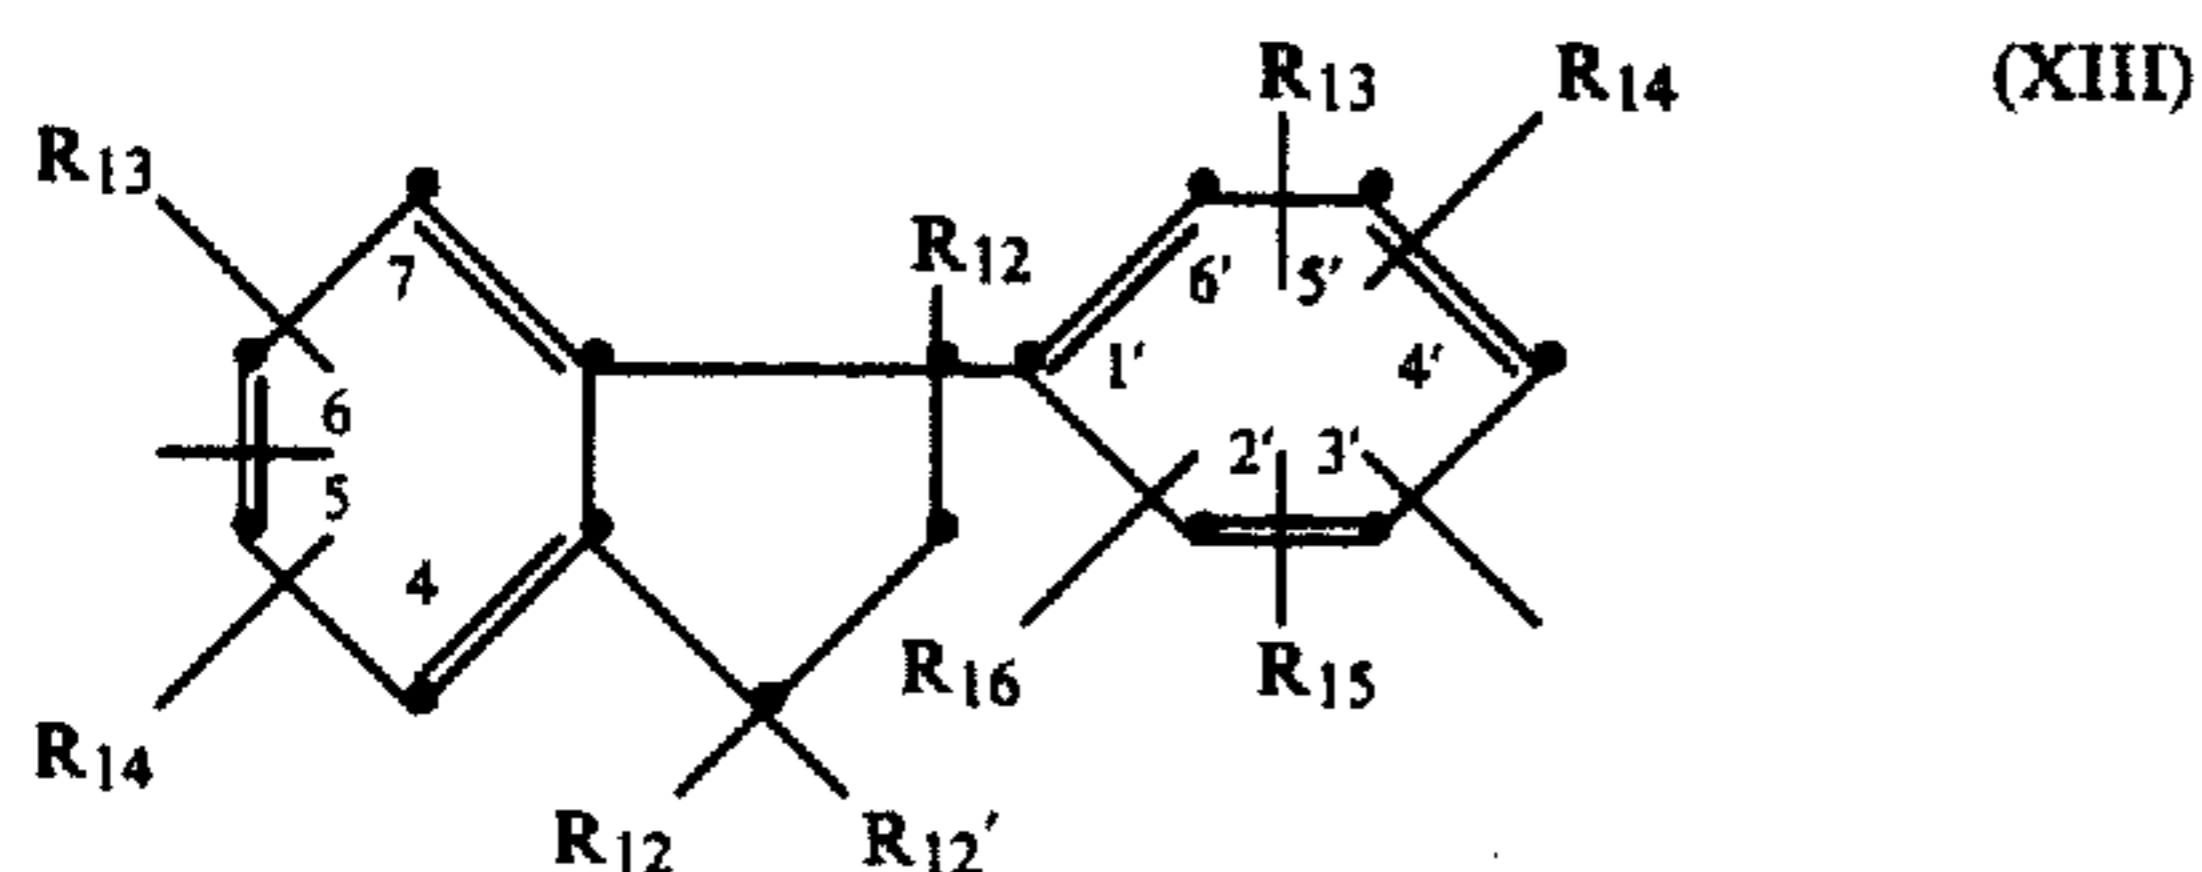 R13 R14 (XIII)
R13
R12
7 6' 5'
1' 4'
6
2' 3'
5
4
R16 R15
R14
R12 R12'